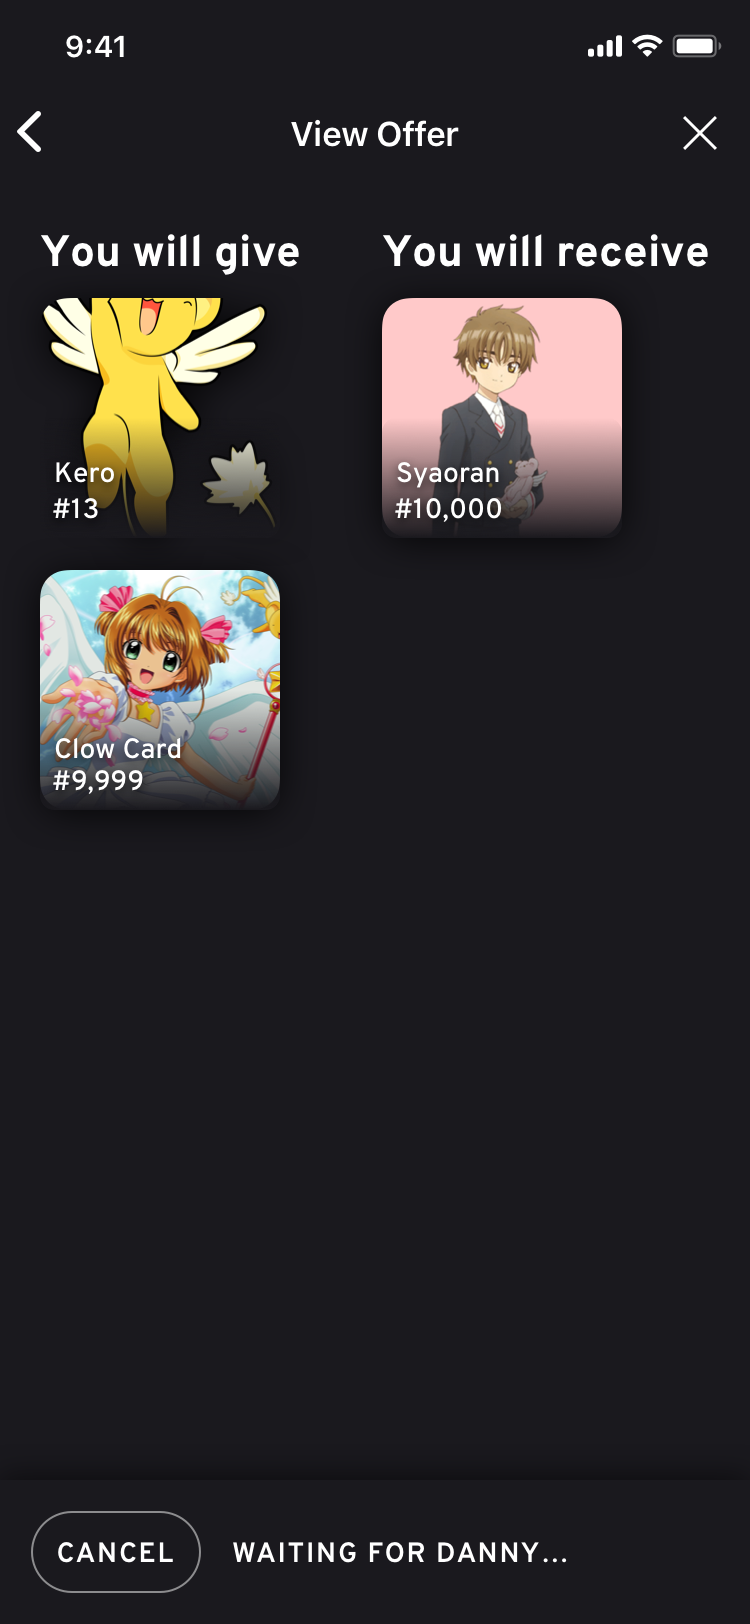 9:41
View Offer
You will give
You will receive
Kero
#13
Syaoran
#10,000
Clow Card
#9,999
CANCEL
WAITING FOR DANNY...